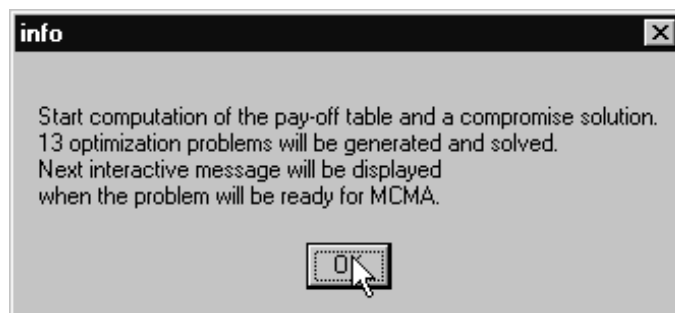 info
Start computation of the pay-off table and a compromise solution.
13 optimization problems will be generated and solved.
Next interactive message will be displayed
when the problem will be ready for MCMA.
OK